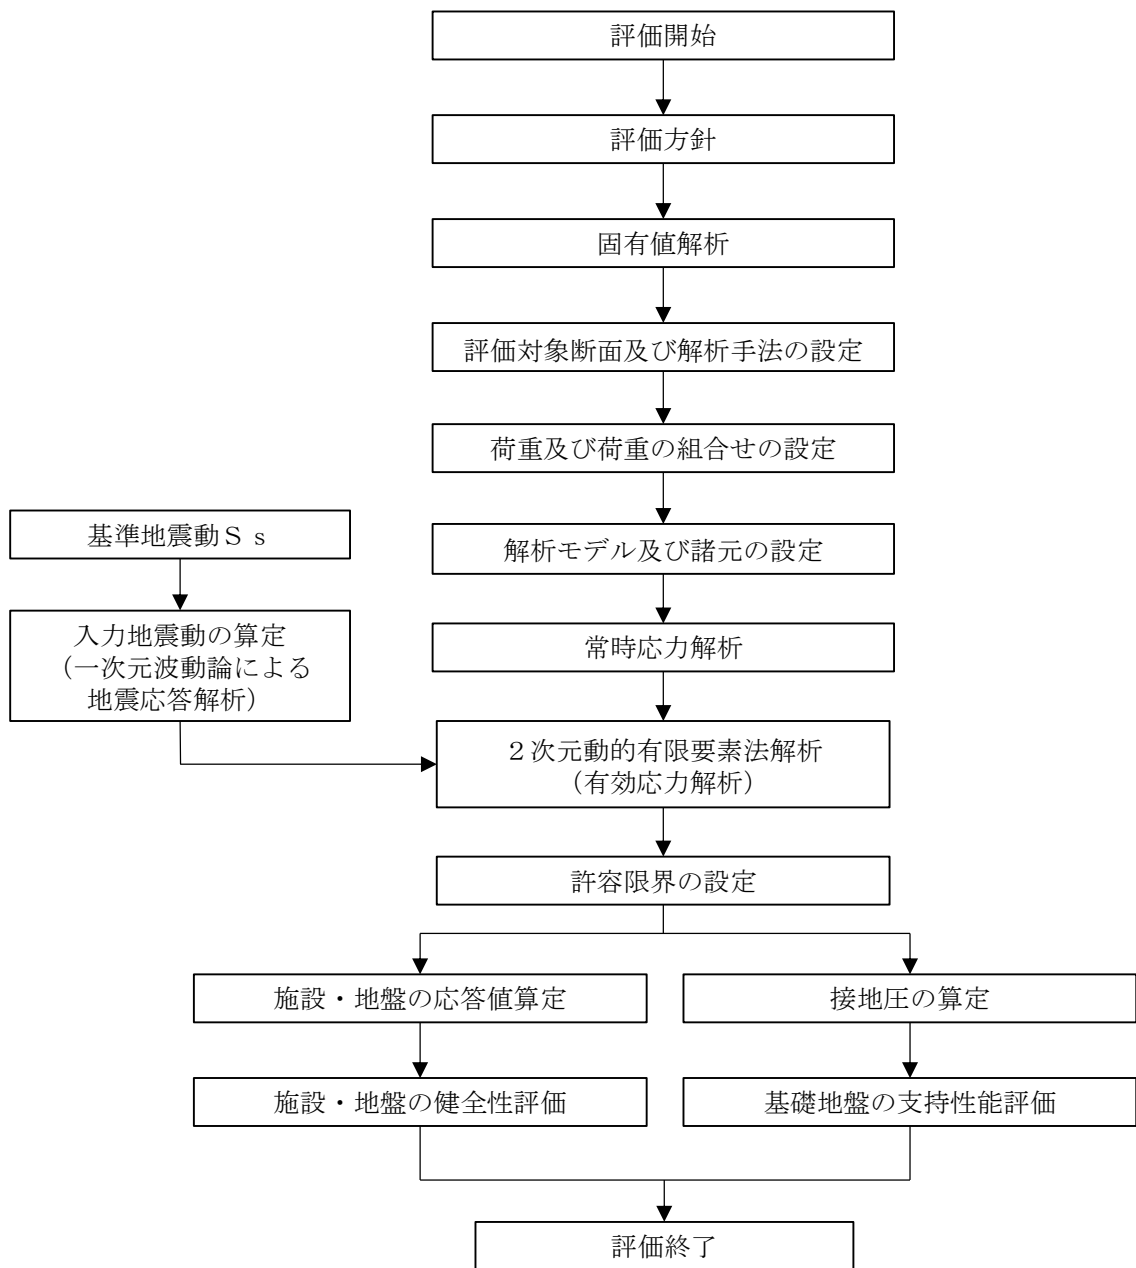 評価開始
評価方針
固有値解析
評価対象断面及び解析手法の設定
荷重及び荷重の組合せの設定
基準地震動Ｓｓ
解析モデル及び諸元の設定
入力地震動の算定
（一次元波動論による
地震応答解析）
常時応力解析
２次元動的有限要素法解析
（有効応力解析）
許容限界の設定
施設・地盤の応答値算定
接地圧の算定
施設・地盤の健全性評価
基礎地盤の支持性能評価
評価終了